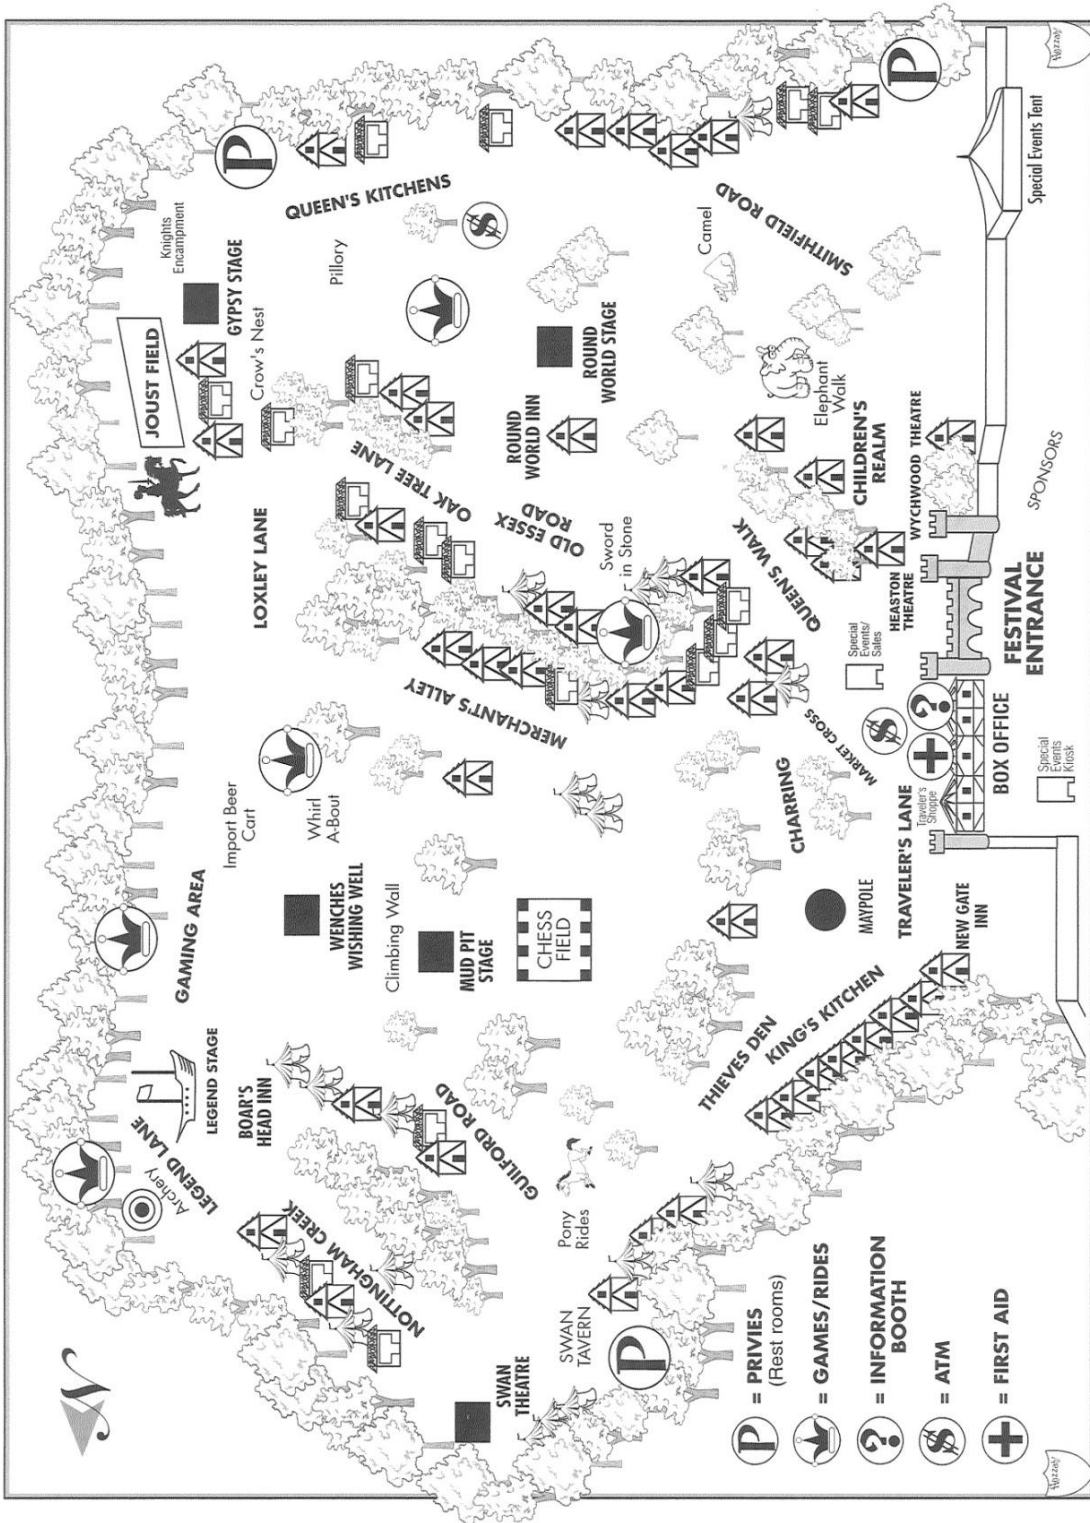 N
Archery
LEGEND LANE
GAMING AREA
JOUST FIELD
Knights
Encampment
LEGEND STAGE
GYPSY STAGE
BOAR'S
HEAD INN
Import Beer
Cart
LOXLEY LANE
Crow's Nest
P
NOTTINGHAM CREEK
WENCHES
WISHING WELL
Whirl
A-Bout
Pillory
QUEEN'S KITCHENS
Climbing Wall
OAK TREE LANE
GUILFORD ROAD
MUD PIT
STAGE
MERCHANT'S ALLEY
$
SWAN
THEATRE
CHESS
FIELD
OLD ESSEX
ROAD
ROUND
WORLD INN
ROUND
WORLD STAGE
SWAN
TAVERN
Pony
Rides
Sword
in Stone
P
THIEVES DEN
KING'S KITCHEN
CHARRING
MARKET CROSS
QUEEN'S WALK
Camel
SMITHFIELD ROAD
Elephant
Walk
CHILDREN'S
REALM
MAYPOLE
Special
Events/
Sales
HEASTON
THEATRE
WYCHWOOD THEATRE
P
TRAVELER'S LANE
Traveler's
Shoppe
$
+
?
NEW GATE
INN
BOX OFFICE
FESTIVAL
ENTRANCE
SPONSORS
Special Events Tent
Special
Events
Kiosk
P = PRIVIES
(Rest rooms)
= GAMES/RIDES
? = INFORMATION
BOOTH
$ = ATM
+ = FIRST AID
Huzzah!
Huzzah!